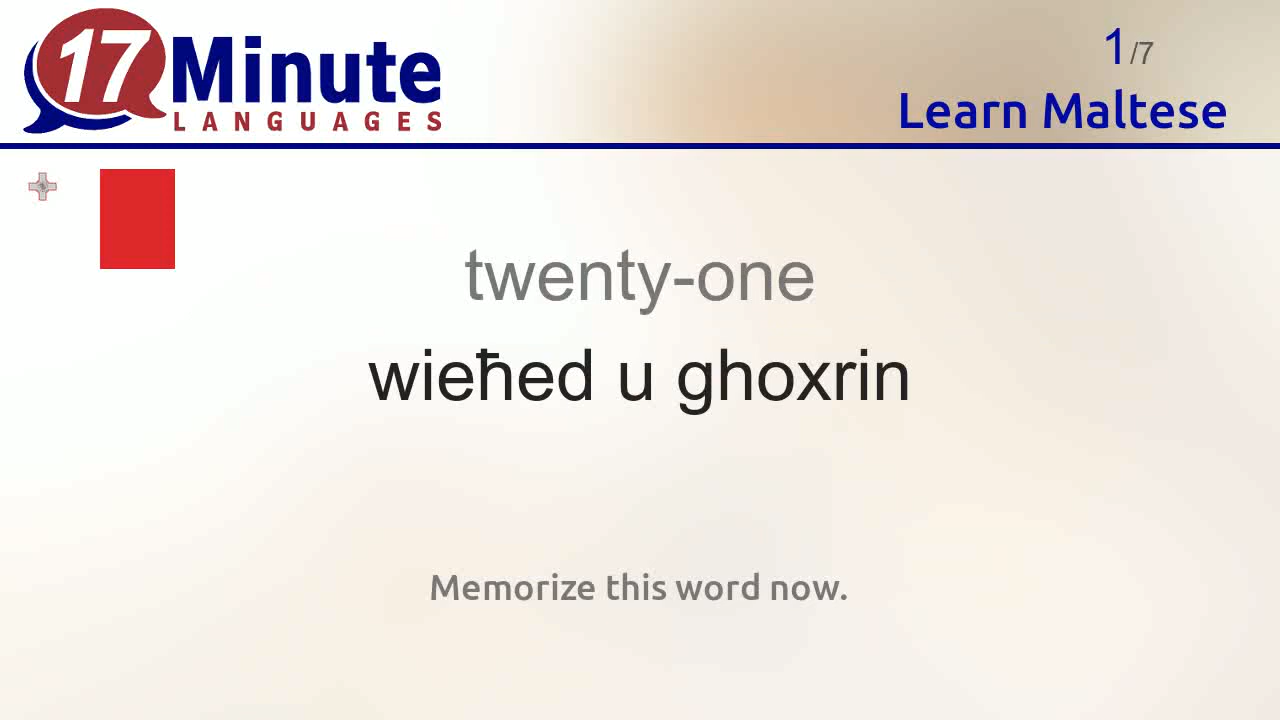 17 Minute
LANGUAGES
1/7
Learn Maltese
twenty-one
wieħed u ghoxrin
Memorize this word now.